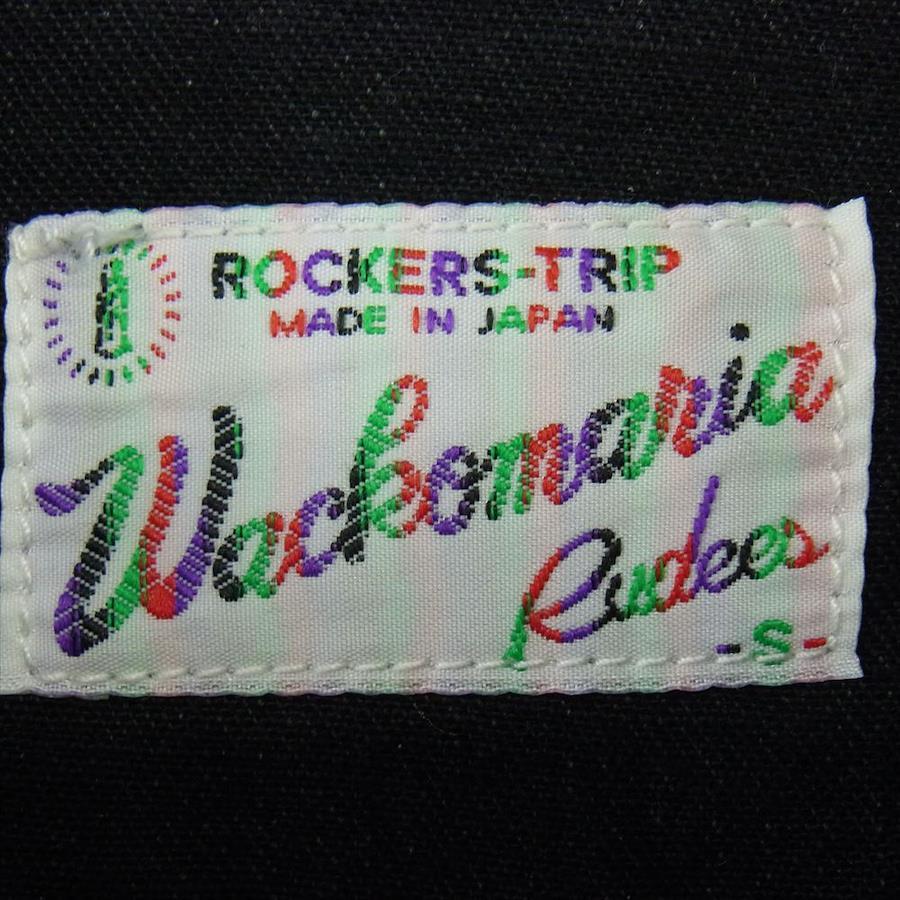 ROCKERS-TRIP
MADE IN JAPAN
Wackomaria
Rudees
-S-